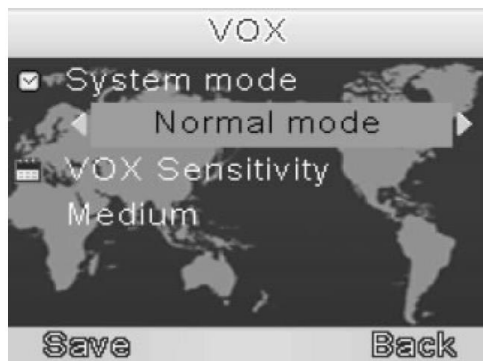 VOX
System mode
Normal mode
VOX Sensitivity
Medium
Save Back